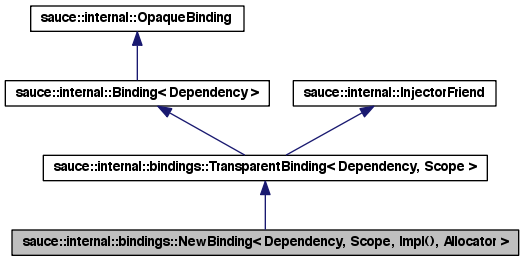 sauce::internal::OpaqueBinding
sauce::internal::Binding< Dependency >
sauce::internal::InjectorFriend
sauce::internal::bindings::TransparentBinding< Dependency, Scope >
sauce::internal::bindings::NewBinding< Dependency, Scope, Impl(), Allocator >